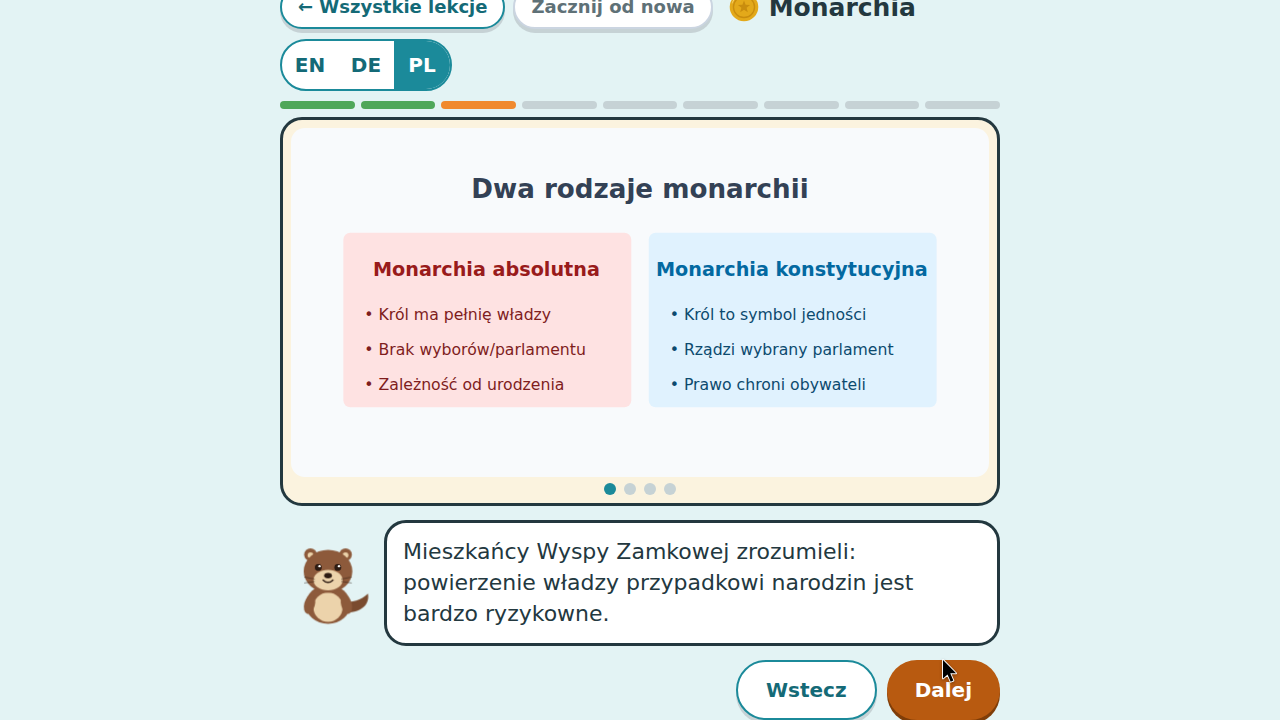 ← Wszystkie lekcje
Zacznij od nowa
Monarchia
EN DE PL
Dwa rodzaje monarchii
Monarchia absolutna
• Król ma pełnię władzy
• Brak wyborów/parlamentu
• Zależność od urodzenia
Monarchia konstytucyjna
• Król to symbol jedności
• Rządzi wybrany parlament
• Prawo chroni obywateli
Mieszkańcy Wyspy Zamkowej zrozumieli:
powierzenie władzy przypadkowi narodzin jest
bardzo ryzykowne.
Wstecz
Dalej